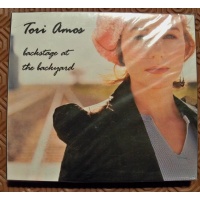 Tori Amos
backstage at
the backyard